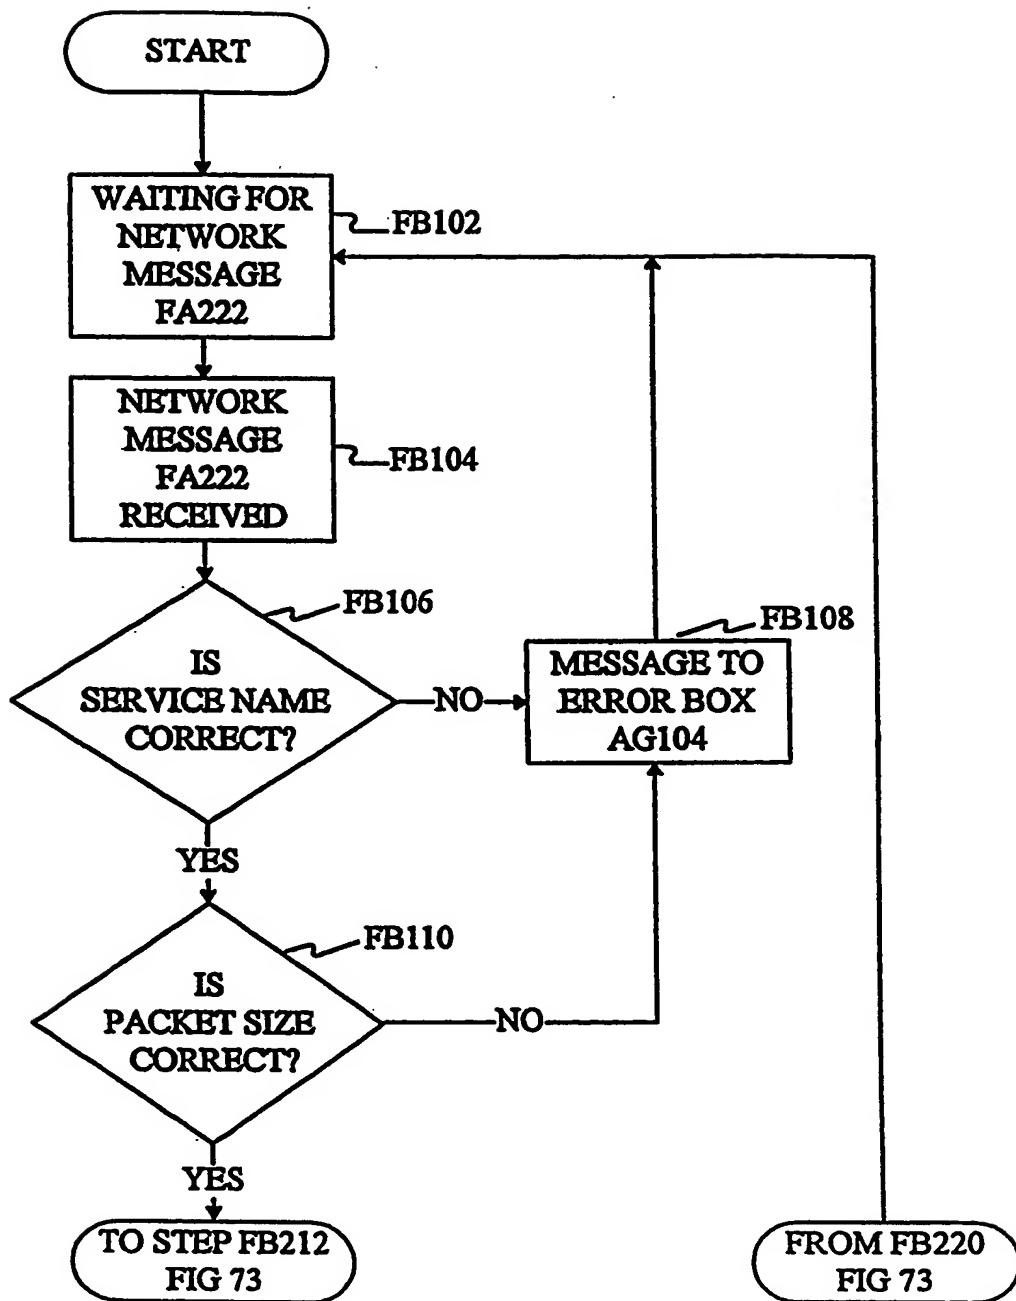 START
WAITING FOR
NETWORK
MESSAGE
FA222
FB102
NETWORK
MESSAGE
FA222
RECEIVED
FB104
FB106
IS
SERVICE NAME
CORRECT?
NO
FB108
MESSAGE TO
ERROR BOX
AG104
YES
FB110
IS
PACKET SIZE
CORRECT?
NO
YES
TO STEP FB212
FIG 73
FROM FB220
FIG 73